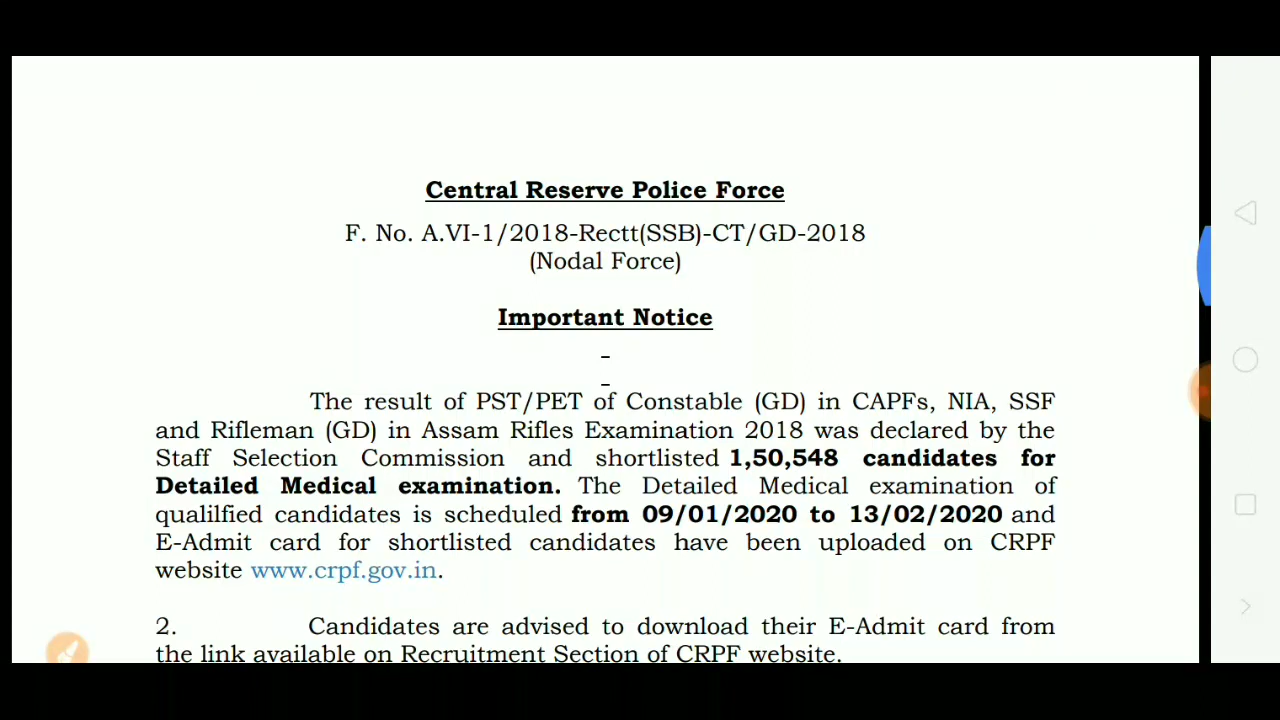 Central Reserve Police Force
F. No. A.VI-1/2018-Rectt(SSB)-CT/GD-2018
(Nodal Force)
Important Notice
-
-
The result of PST/PET of Constable (GD) in CAPFs, NIA, SSF
and Rifleman (GD) in Assam Rifles Examination 2018 was declared by the
Staff Selection Commission and shortlisted 1,50,548 candidates for
Detailed Medical examination. The Detailed Medical examination of
qualilfied candidates is scheduled from 09/01/2020 to 13/02/2020 and
E-Admit card for shortlisted candidates have been uploaded on CRPF
website www.crpf.gov.in.
2. Candidates are advised to download their E-Admit card from
the link available on Recruitment Section of CRPF website.